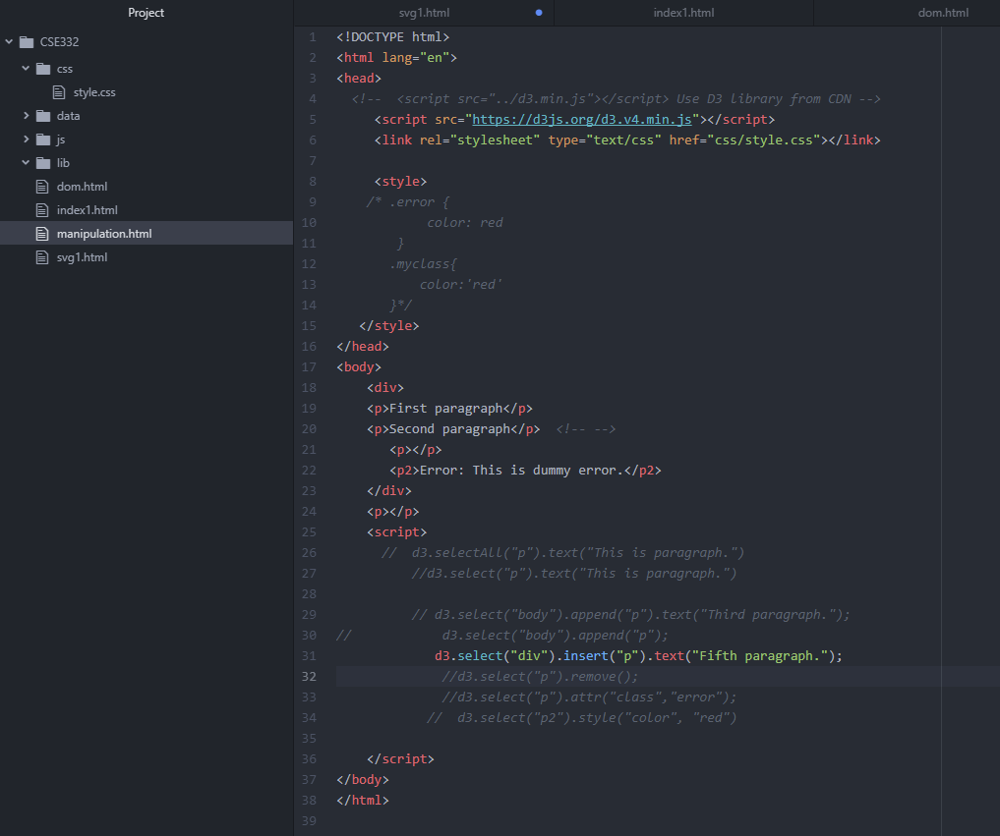 Project
svg1.html index1.html dom.html
CSE332
css
style.css
data
js
lib
dom.html
index1.html
manipulation.html
svg1.html
1 <!DOCTYPE html>
2 <html lang="en">
3 <head>
4 <!--  <script src="../d3.min.js"></script> Use D3 library from CDN -->
5 <script src="https://d3js.org/d3.v4.min.js"></script>
6 <link rel="stylesheet" type="text/css" href="css/style.css"></link>
7
8 <style>
9 /* .error {
10 color: red
11 }
12 .myclass{
13 color:'red'
14 }*/
15 </style>
16 </head>
17 <body>
18 <div>
19 <p>First paragraph</p>
20 <p>Second paragraph</p>  <!-- -->
21 <p></p>
22 <p2>Error: This is dummy error.</p2>
23 </div>
24 <p></p>
25 <script>
26 //  d3.selectAll("p").text("This is paragraph.")
27 //d3.select("p").text("This is paragraph.")
28
29 // d3.select("body").append("p").text("Third paragraph.");
30 //            d3.select("body").append("p");
31 d3.select("div").insert("p").text("Fifth paragraph.");
32 //d3.select("p").remove();
33 //d3.select("p").attr("class","error");
34 //  d3.select("p2").style("color", "red")
35
36 </script>
37 </body>
38 </html>
39